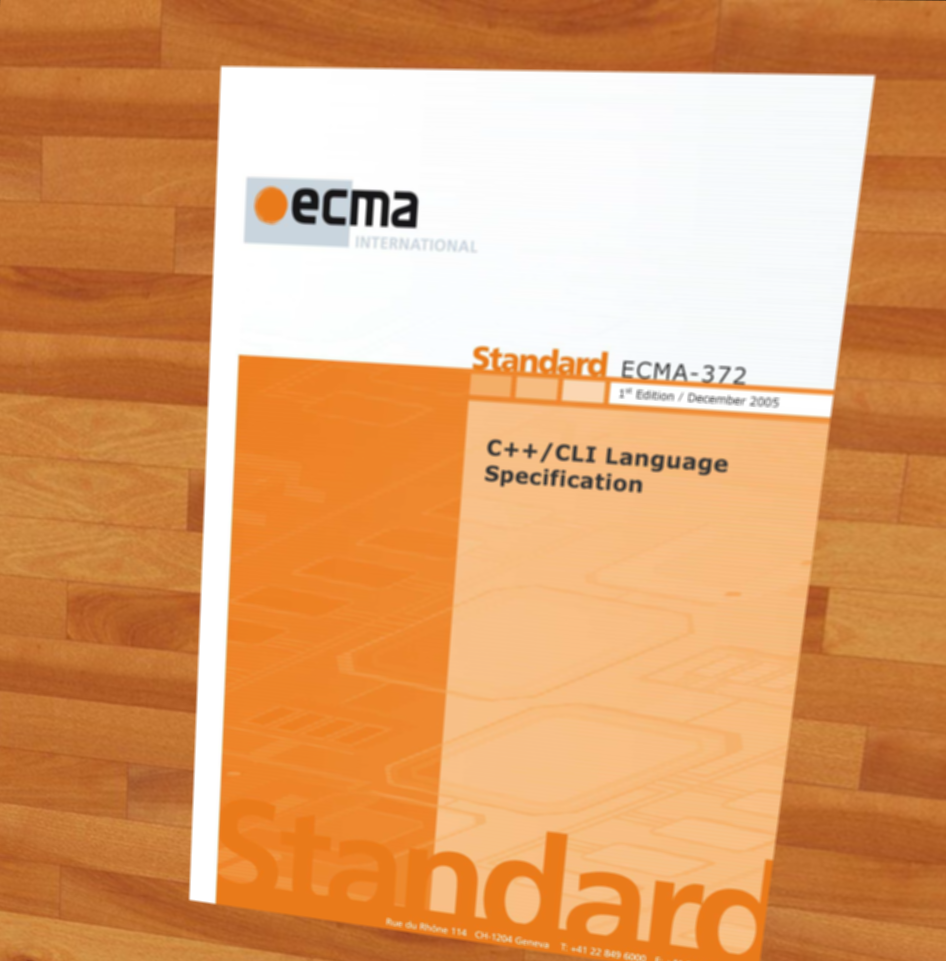 ecma
INTERNATIONAL
Standard ECMA-372
1st Edition / December 2005
C++/CLI Language
Specification
Standard
Rue du Rhône 114 CH-1204 Geneva T: +41 22 849 6000